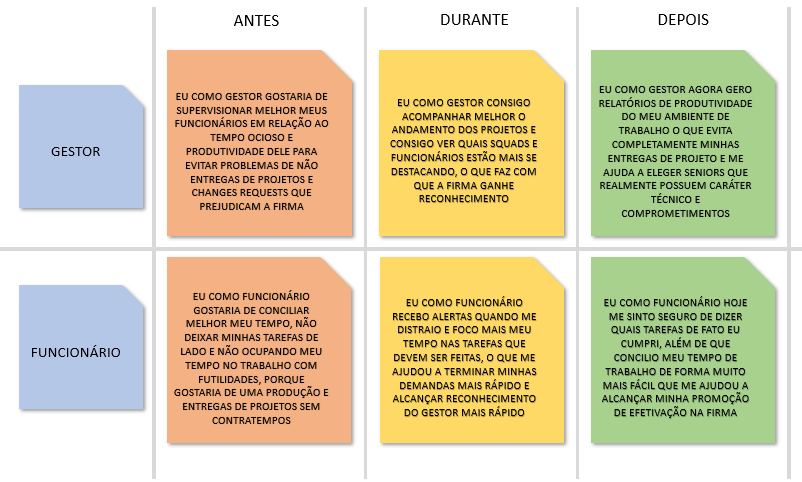 ANTES
DURANTE
DEPOIS
GESTOR
EU COMO GESTOR GOSTARIA DE
SUPERVISIONAR MELHOR MEUS
FUNCIONÁRIOS EM RELAÇÃO AO
TEMPO OCIOSO E
PRODUTIVIDADE DELE PARA
EVITAR PROBLEMAS DE NÃO
ENTREGAS DE PROJETOS E
CHANGES REQUESTS QUE
PREJUDICAM A FIRMA
EU COMO GESTOR CONSIGO
ACOMPANHAR MELHOR O
ANDAMENTO DOS PROJETOS E
CONSIGO VER QUAIS SQUADS E
FUNCIONÁRIOS ESTÃO MAIS SE
DESTACANDO, O QUE FAZ COM
QUE A FIRMA GANHE
RECONHECIMENTO
EU COMO GESTOR AGORA GERO
RELATÓRIOS DE PRODUTIVIDADE
DO MEU AMBIENTE DE
TRABALHO O QUE EVITA
COMPLETAMENTE MINHAS
ENTREGAS DE PROJETO E ME
AJUDA A ELEGER SENIORS QUE
REALMENTE POSSUEM CARÁTER
TÉCNICO E
COMPROMETIMENTOS
FUNCIONÁRIO
EU COMO FUNCIONÁRIO
GOSTARIA DE CONCILIAR
MELHOR MEU TEMPO, NÃO
DEIXAR MINHAS TAREFAS DE
LADO E NÃO OCUPANDO MEU
TEMPO NO TRABALHO COM
FUTILIDADES, PORQUE
GOSTARIA DE UMA PRODUÇÃO E
ENTREGAS DE PROJETOS SEM
CONTRATEMPOS
EU COMO FUNCIONÁRIO
RECEBO ALERTAS QUANDO ME
DISTRAIO E FOCO MAIS MEU
TEMPO NAS TAREFAS QUE
DEVEM SER FEITAS, O QUE ME
AJUDOU A TERMINAR MINHAS
DEMANDAS MAIS RÁPIDO E
ALCANÇAR RECONHECIMENTO
DO GESTOR MAIS RÁPIDO
EU COMO FUNCIONÁRIO HOJE
ME SINTO SEGURO DE DIZER
QUAIS TAREFAS DE FATO EU
CUMPRI, ALÉM DE QUE
CONCILIO MEU TEMPO DE
TRABALHO DE FORMA MUITO
MAIS FÁCIL QUE ME AJUDOU A
ALCANÇAR MINHA PROMOÇÃO
DE EFETIVAÇÃO NA FIRMA